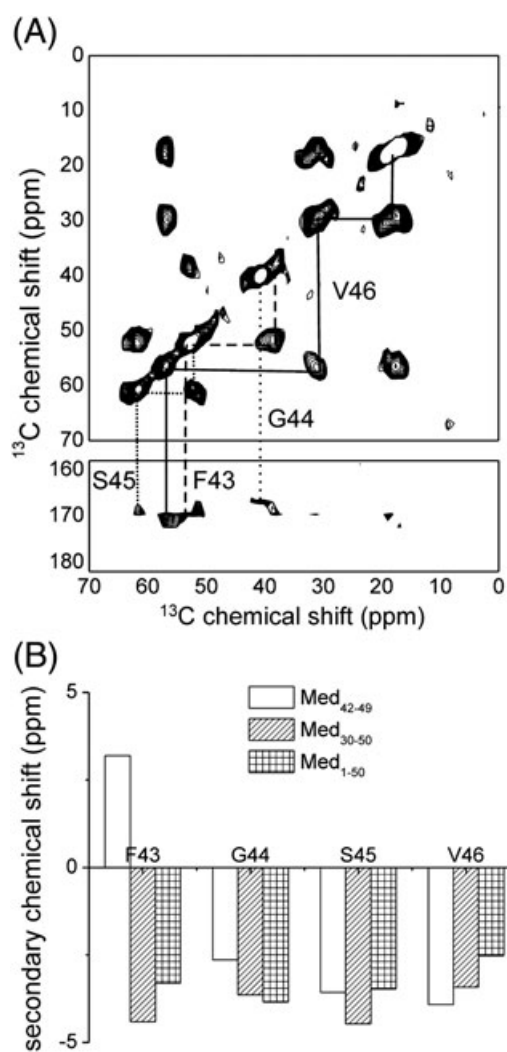 (A)
0
10
20
30
40
50
60
70
160
170
180
¹³C chemical shift (ppm)
V46
G44
S45
F43
70 60 50 40 30 20 10 0
¹³C chemical shift (ppm)
(B)
5
0
-5
secondary chemical shift (ppm)
Med₄₂₋₄₉
Med₃₀₋₅₀
Med₁₋₅₀
F43 G44 S45 V46